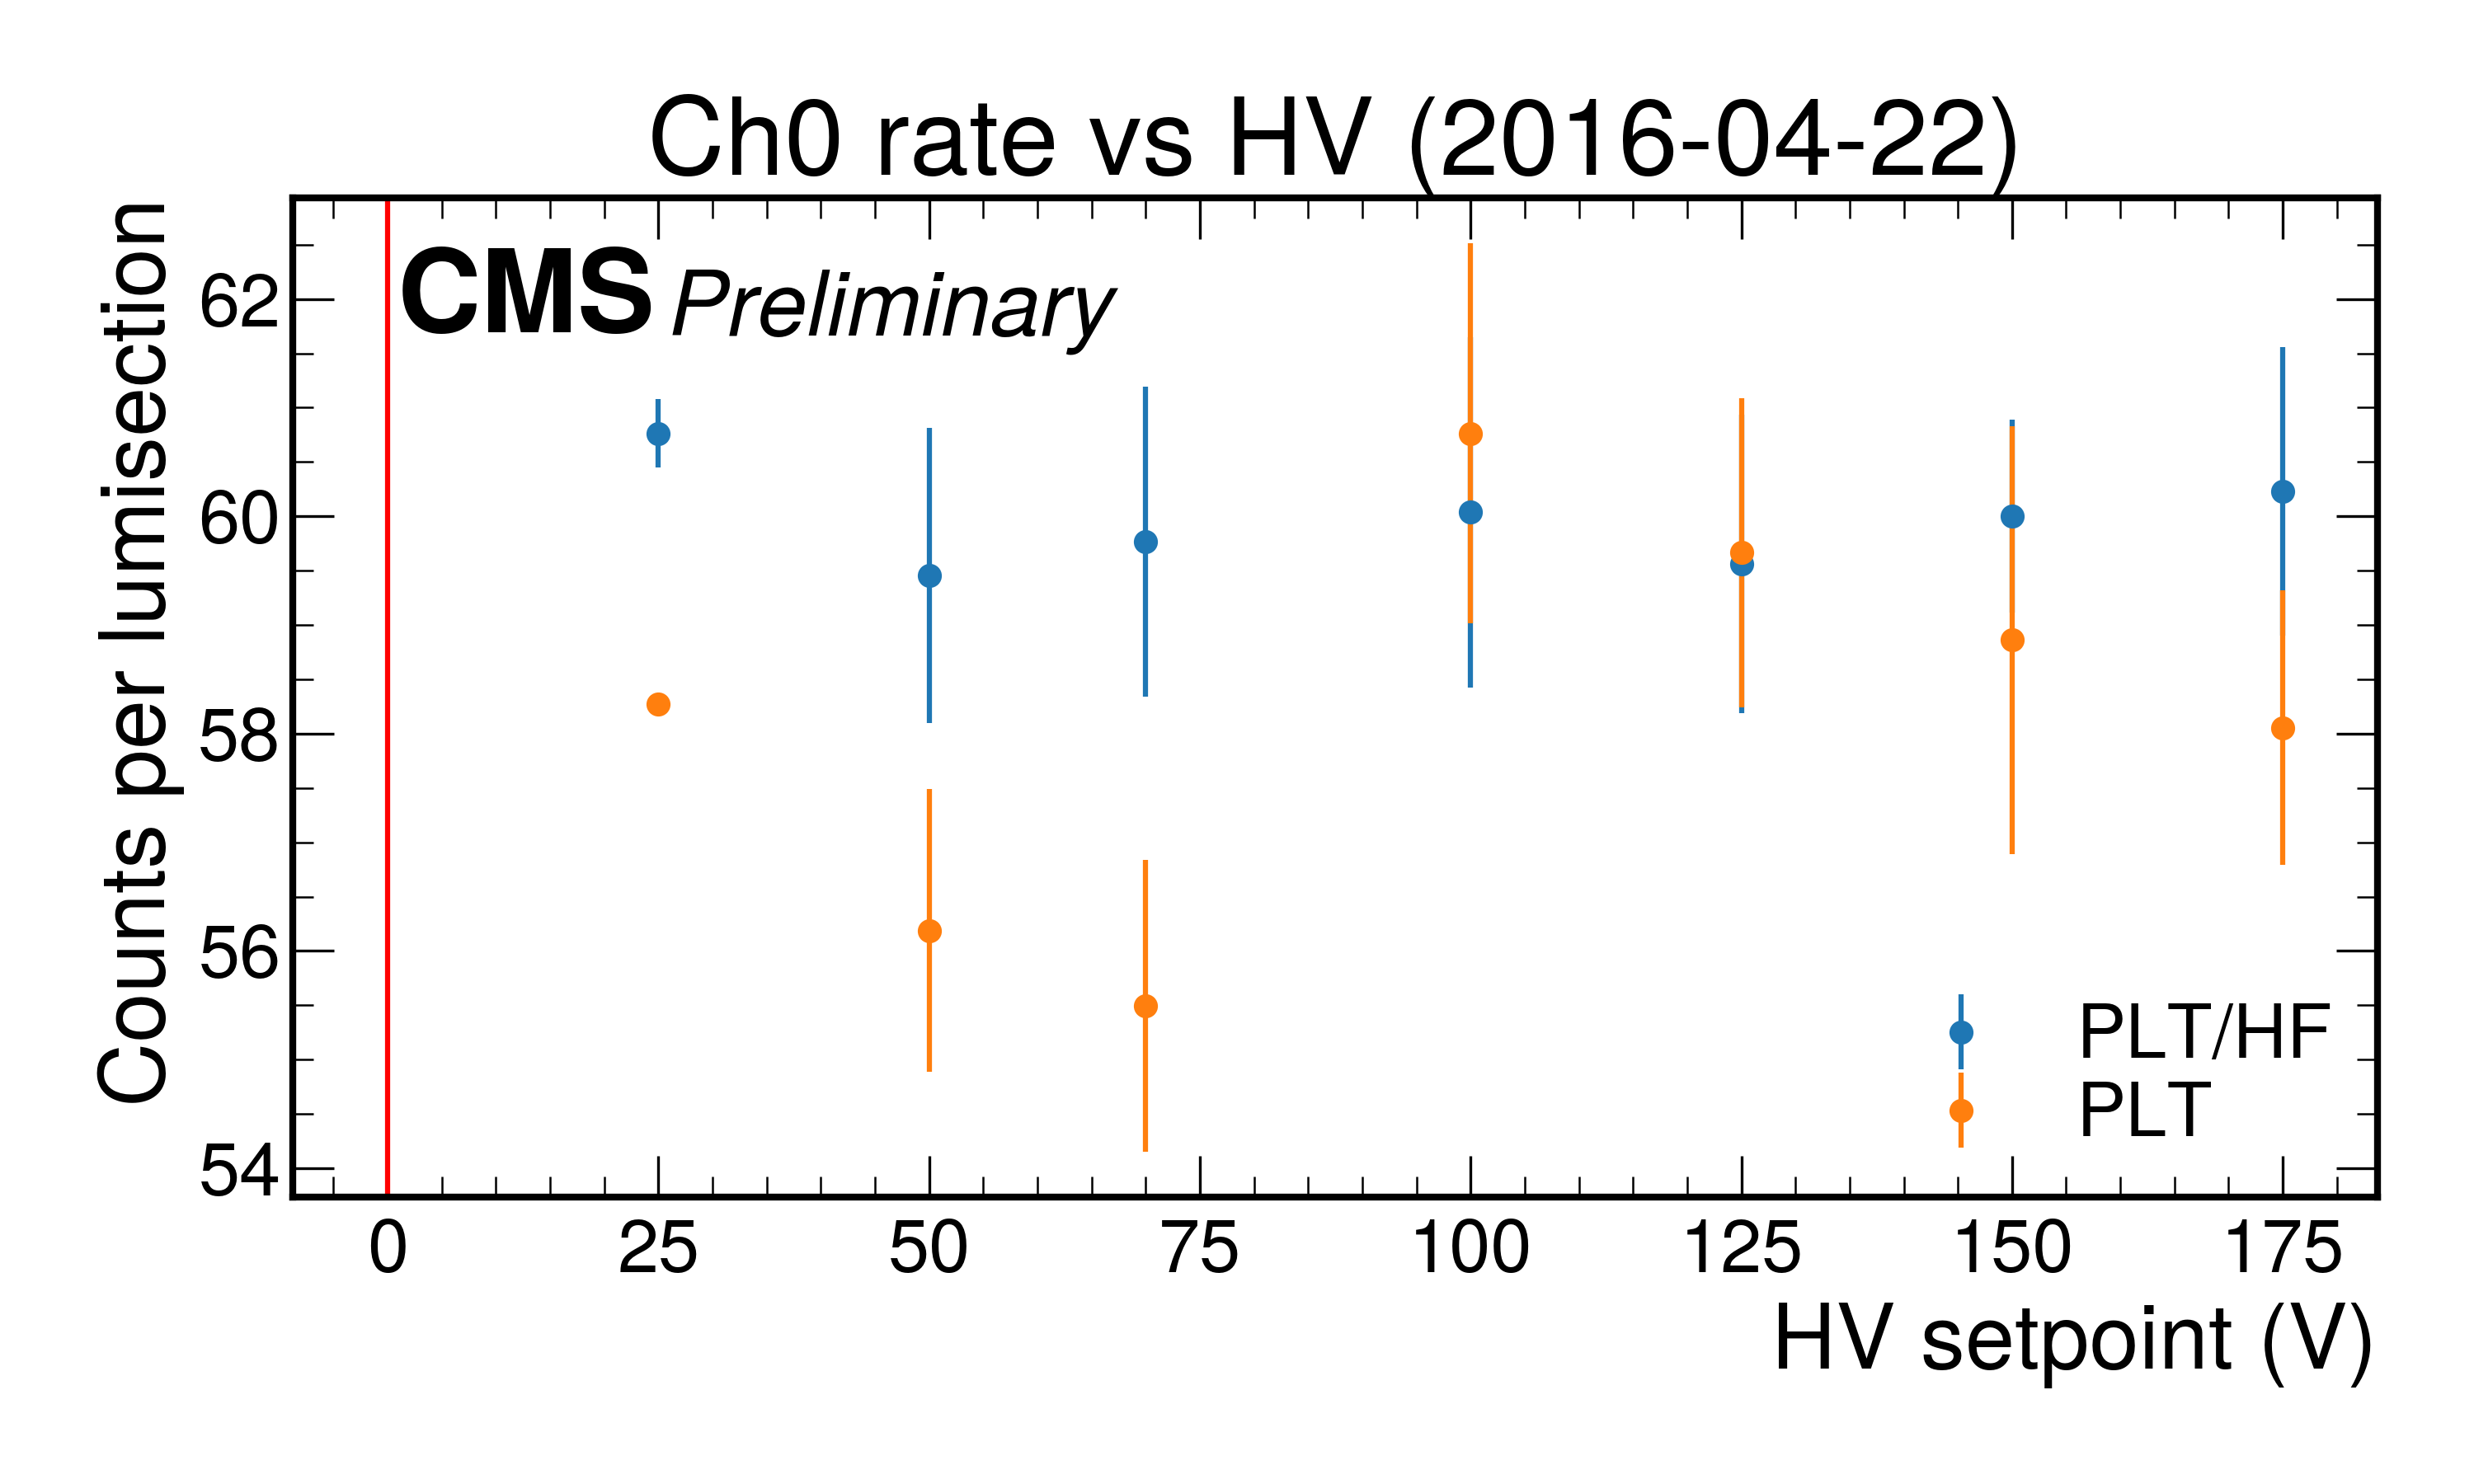 Ch0 rate vs HV (2016-04-22)
CMS Preliminary
Counts per lumisection
62
60
58
56
54
PLT/HF
PLT
0 25 50 75 100 125 150 175
HV setpoint (V)